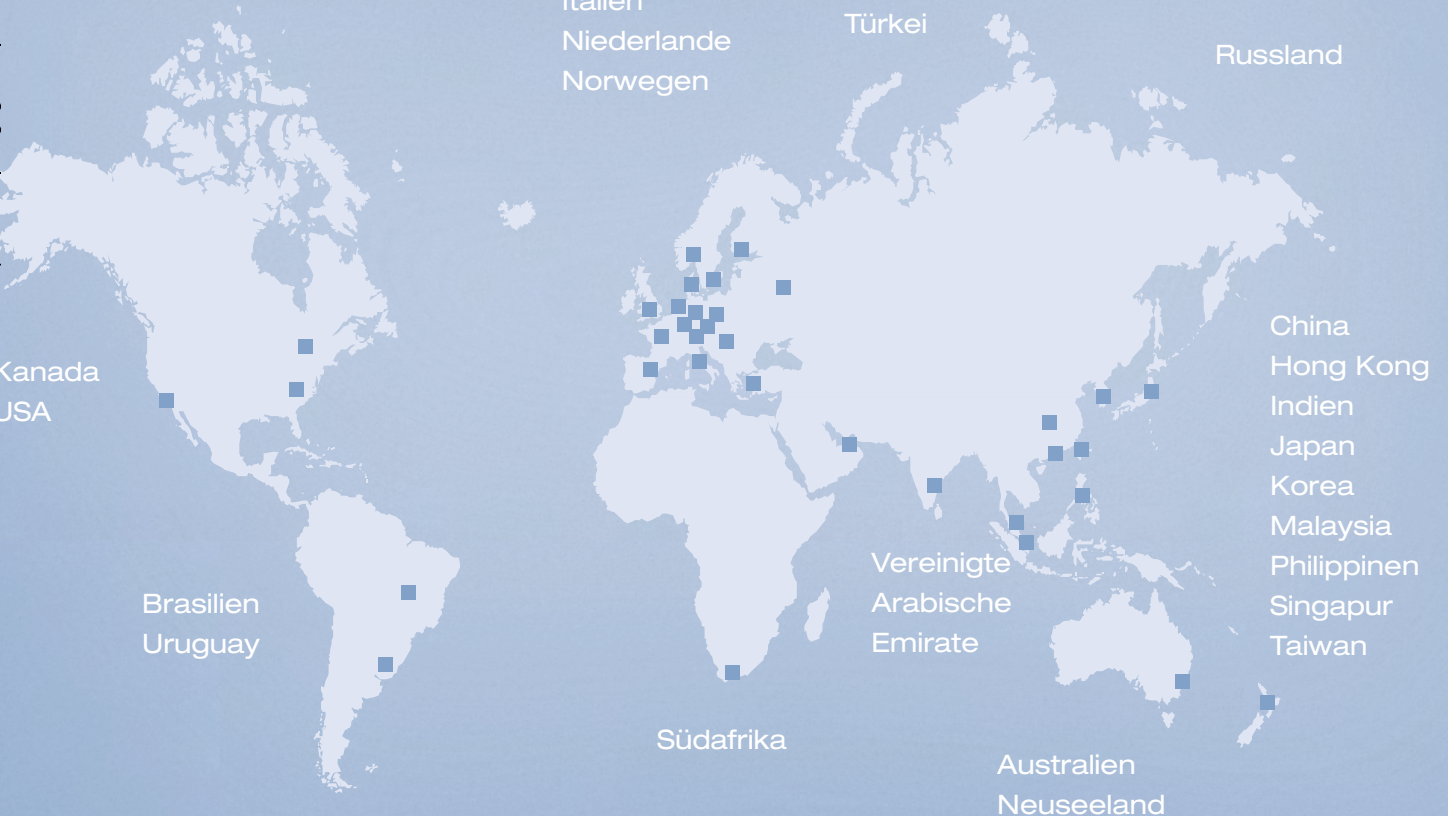 Italien
Niederlande
Norwegen
Türkei
Russland
Kanada
USA
China
Hong Kong
Indien
Japan
Korea
Malaysia
Philippinen
Singapur
Taiwan
Brasilien
Uruguay
Vereinigte
Arabische
Emirate
Südafrika
Australien
Neuseeland